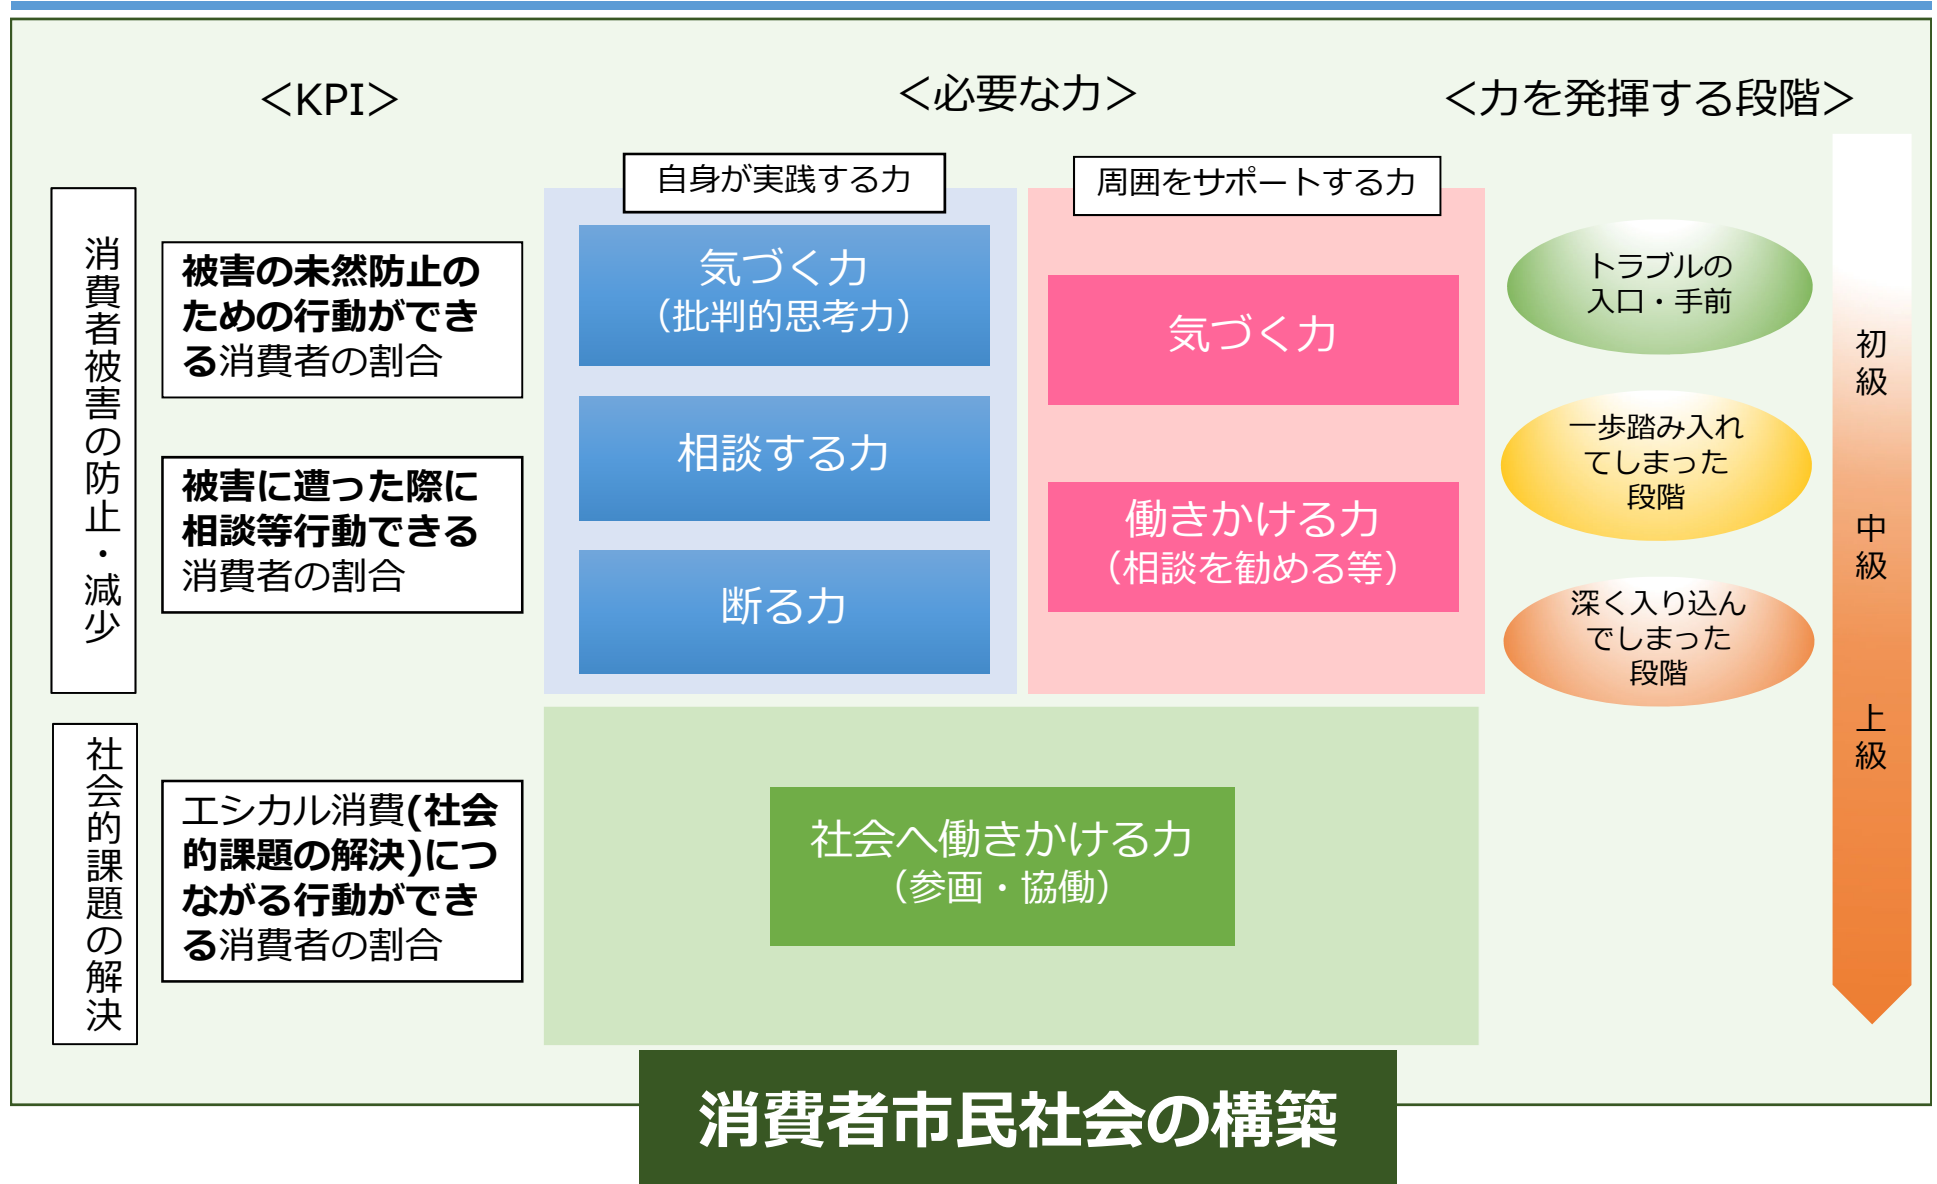 ＜KPI＞
＜必要な力＞
＜力を発揮する段階＞
消費者被害の防止・減少
被害の未然防止の
ための行動ができ
る消費者の割合
被害に遭った際に
相談等行動できる
消費者の割合
自身が実践する力
気づく力
（批判的思考力）
相談する力
断る力
周囲をサポートする力
気づく力
働きかける力
（相談を勧める等）
トラブルの
入口・手前
一歩踏み入れ
てしまった
段階
深く入り込ん
でしまった
段階
初級
中級
上級
社会的課題の解決
エシカル消費(社会
的課題の解決)につ
ながる行動ができ
る消費者の割合
社会へ働きかける力
（参画・協働）
消費者市民社会の構築